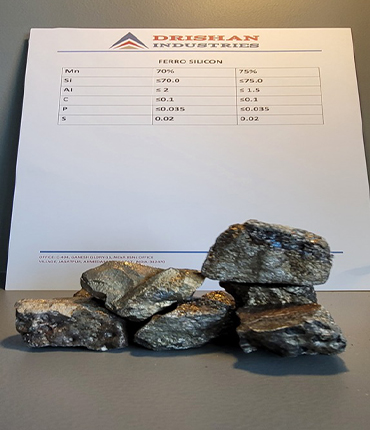 DRISHAN
INDUSTRIES
FERRO SILICON
Mn 70% 75%
Si ≤70.0 ≤75.0
Al ≤ 2 ≤ 1.5
C ≤0.1 ≤0.1
P ≤0.035 ≤0.035
S 0.02 0.02